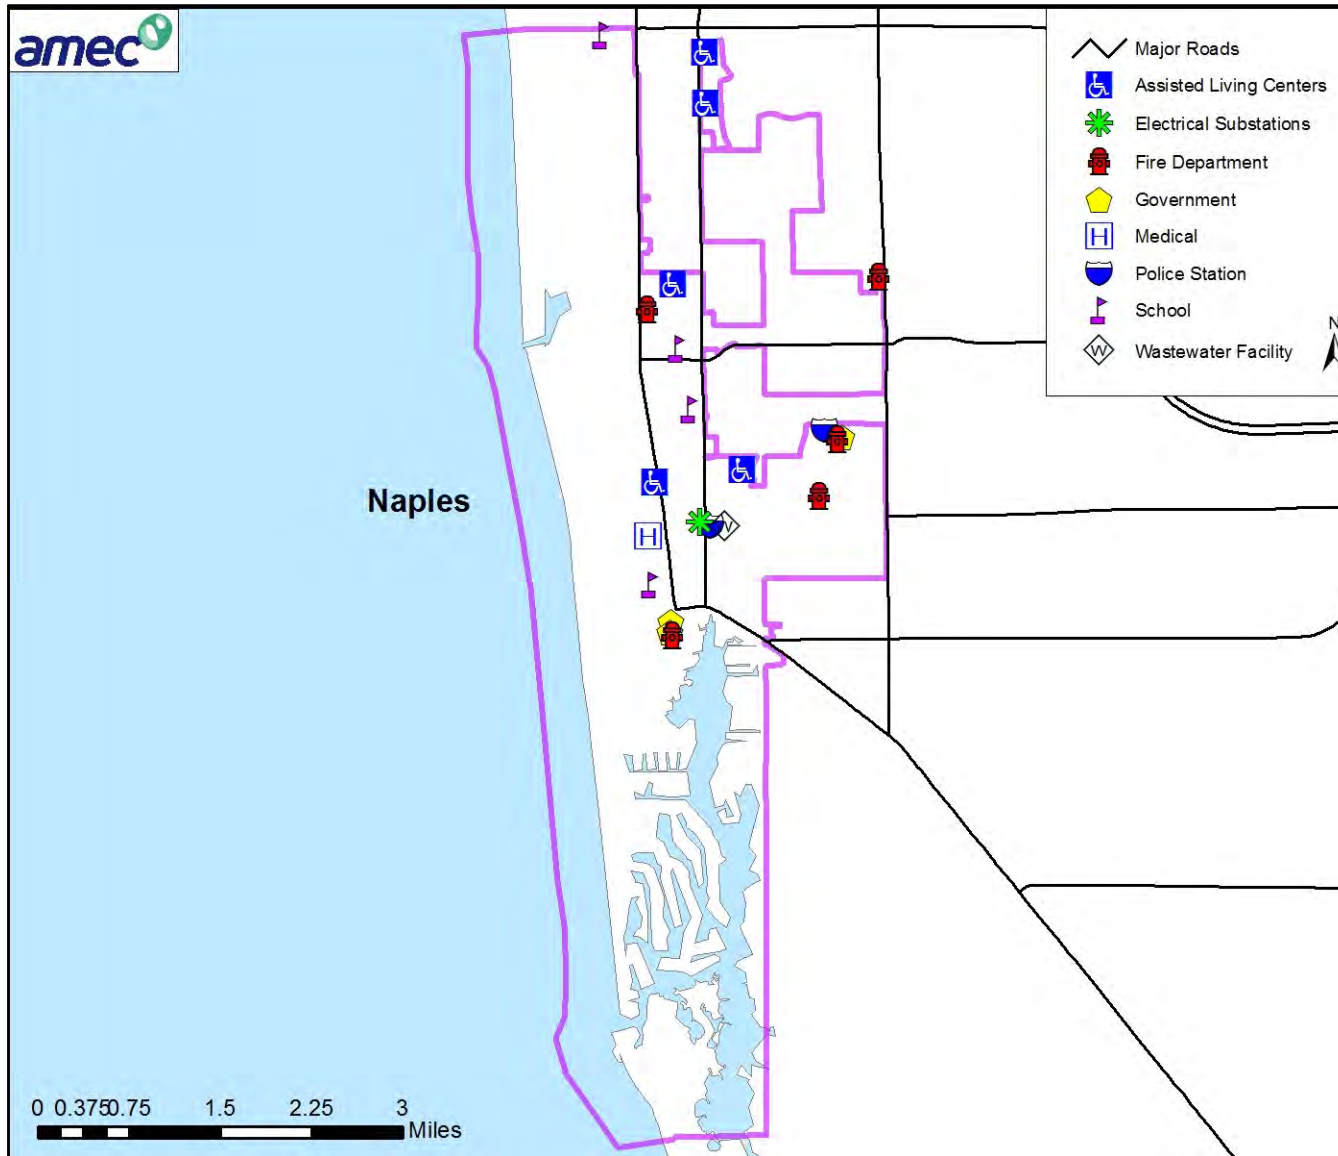 amec
Major Roads
Assisted Living Centers
Electrical Substations
Fire Department
Government
H Medical
Police Station
School
W Wastewater Facility
N
H
W
Naples
0 0.375 0.75 1.5 2.25 3
Miles